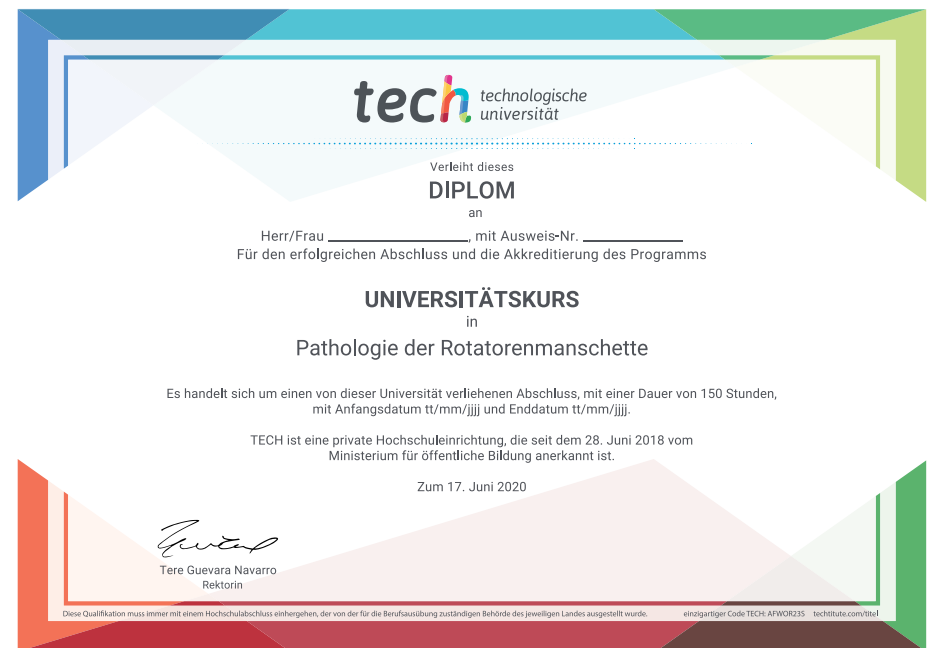 tech technologische
universität
Verleiht dieses
DIPLOM
an
Herr/Frau ____________________, mit Ausweis-Nr. ______________
Für den erfolgreichen Abschluss und die Akkreditierung des Programms
UNIVERSITÄTSKURS
in
Pathologie der Rotatorenmanschette
Es handelt sich um einen von dieser Universität verliehenen Abschluss, mit einer Dauer von 150 Stunden,
mit Anfangsdatum tt/mm/jjjj und Enddatum tt/mm/jjjj.
TECH ist eine private Hochschuleinrichtung, die seit dem 28. Juni 2018 vom
Ministerium für öffentliche Bildung anerkannt ist.
Zum 17. Juni 2020
Tere Guevara Navarro
Rektorin
Diese Qualifikation muss immer mit einem Hochschulabschluss einhergehen, der von der für die Berufsausübung zuständigen Behörde des jeweiligen Landes ausgestellt wurde. einzigartiger Code TECH: AFWOR23S techtitute.com/titel